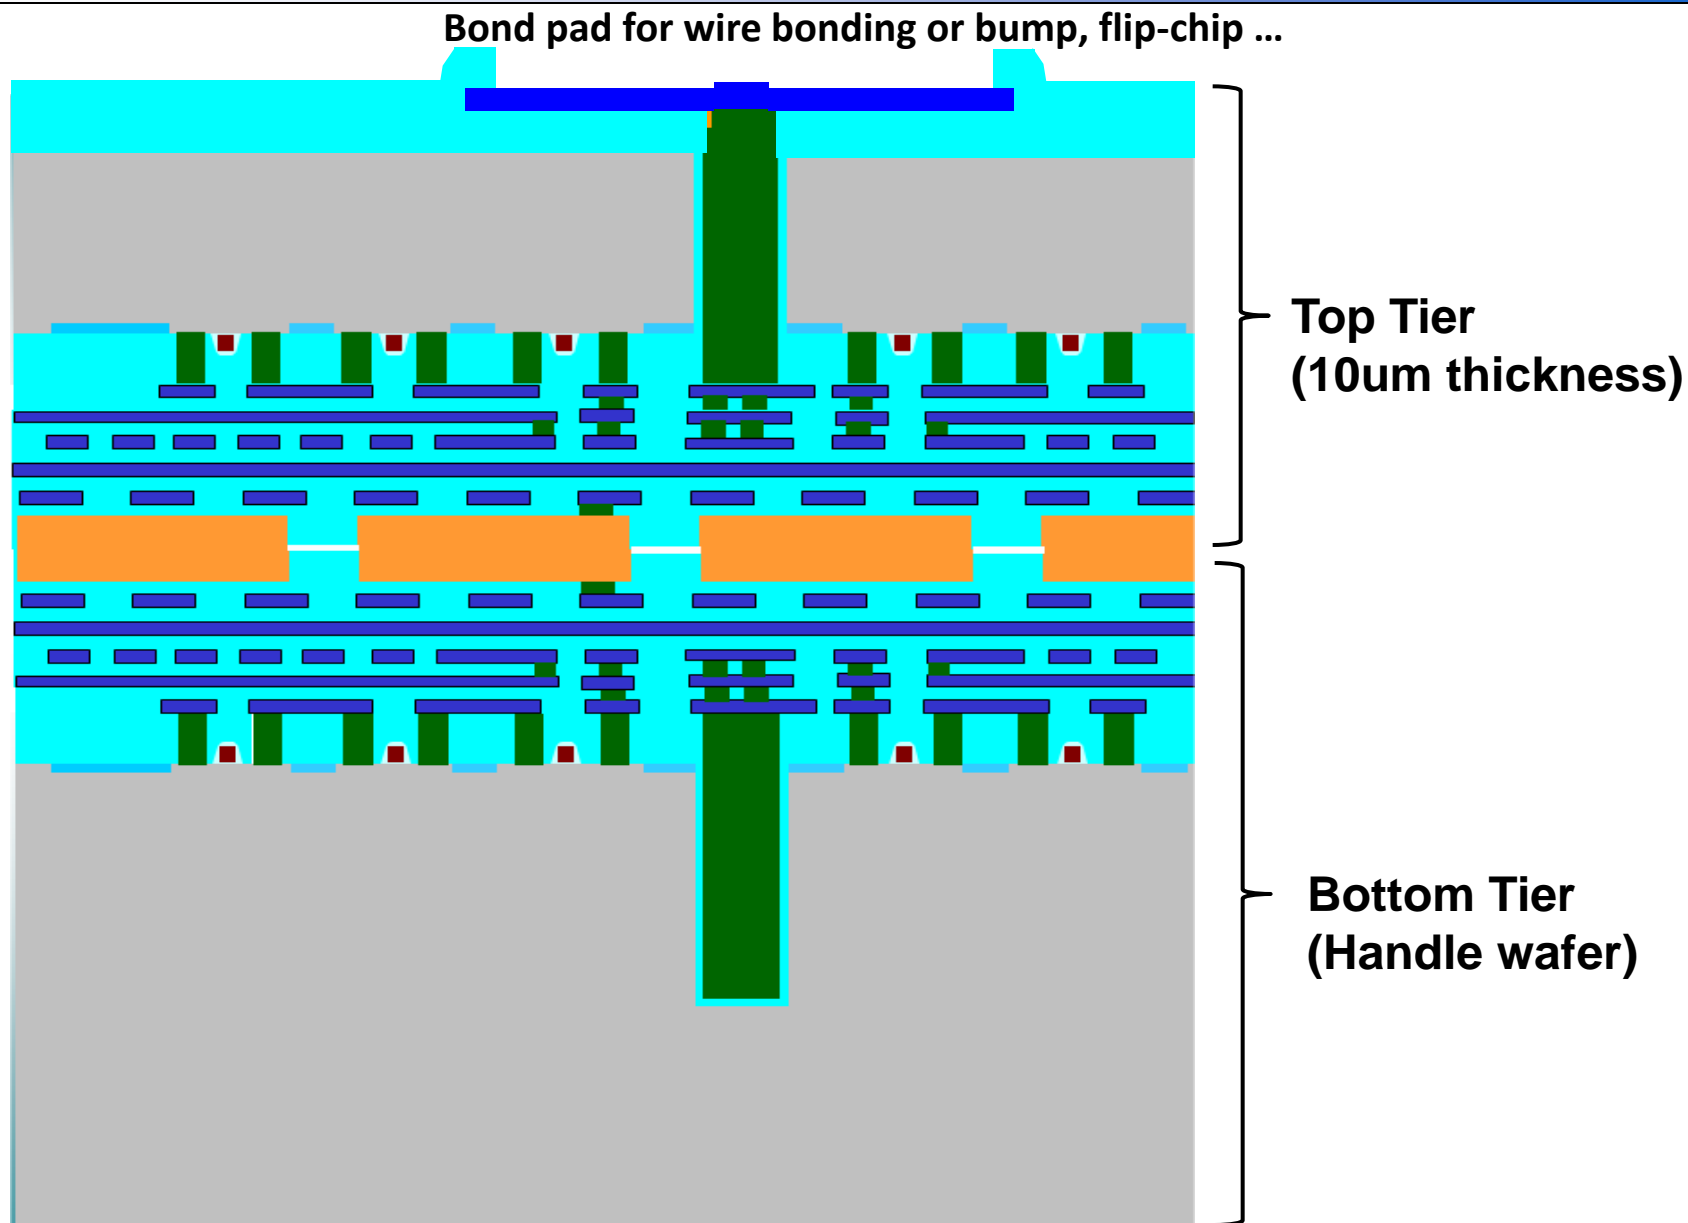 Bond pad for wire bonding or bump, flip-chip ...
Top Tier
(10um thickness)
Bottom Tier
(Handle wafer)